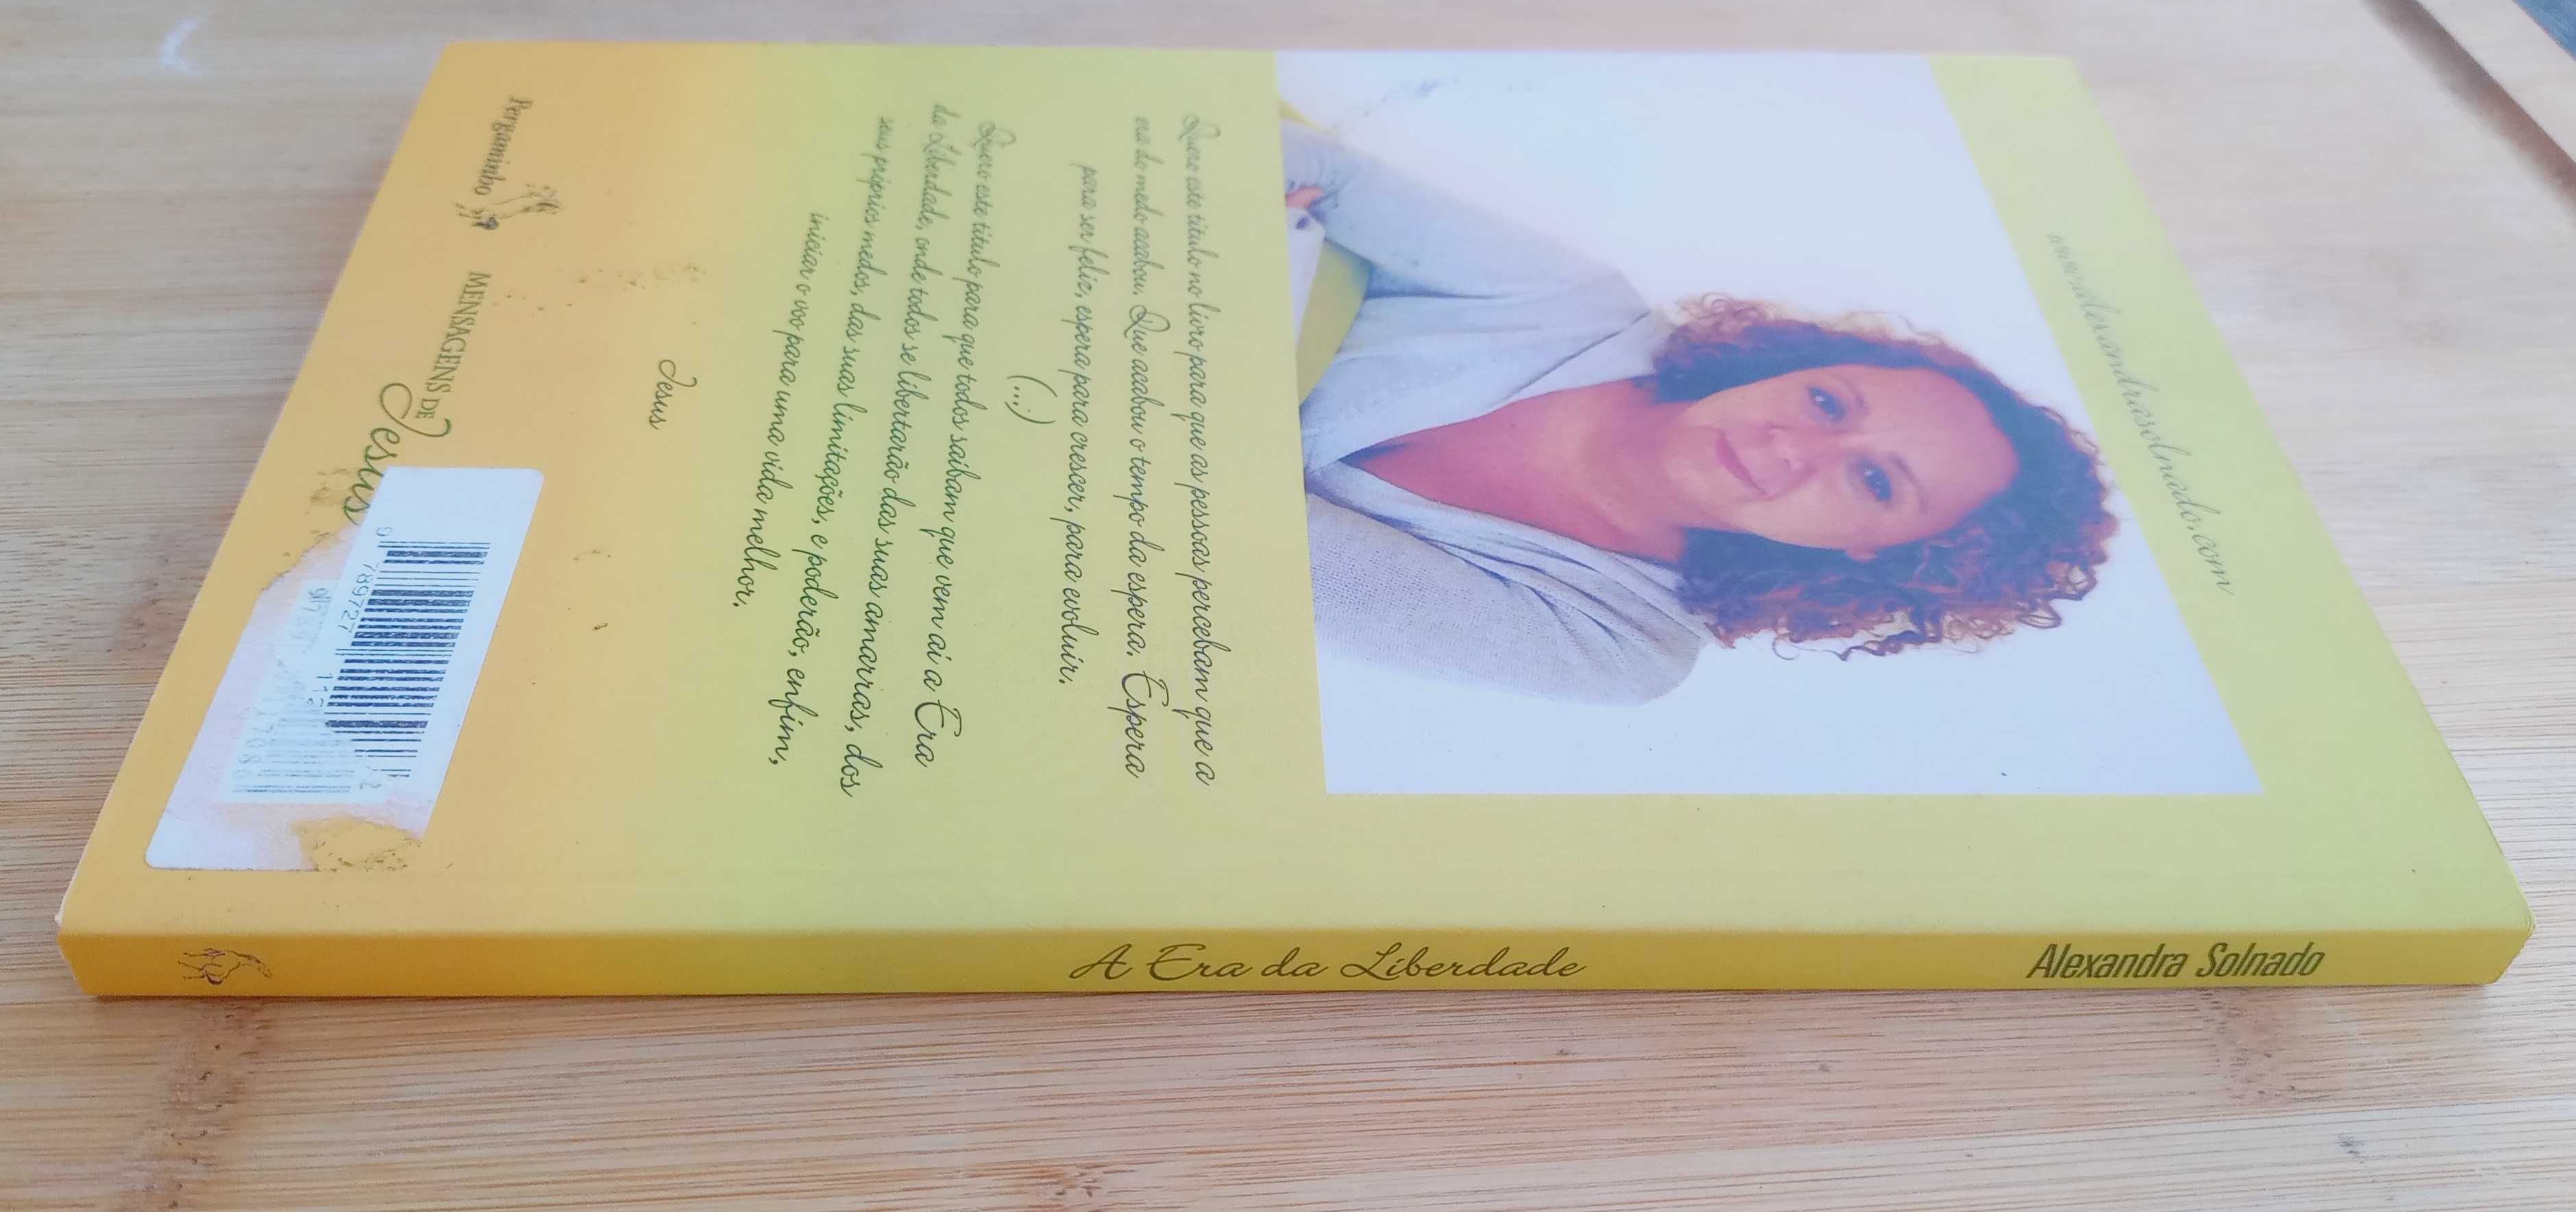 www.alexandrasolnado.com
Quero este título no livro para que as pessoas percebam que a
era do medo acabou. Que acabou o tempo da espera. Espera
para ser feliz, espera para crescer, para evoluir.
(...)
Quero este título para que todos saibam que vem aí a Era
da Liberdade, onde todos se libertarão das suas amarras, dos
seus próprios medos, das suas limitações, e poderão, enfim,
iniciar o voo para uma vida melhor.
Jesus
Pergaminho
MENSAGENS DE
Jesus
9 789727 11
A Era da Liberdade
Alexandra Solnado